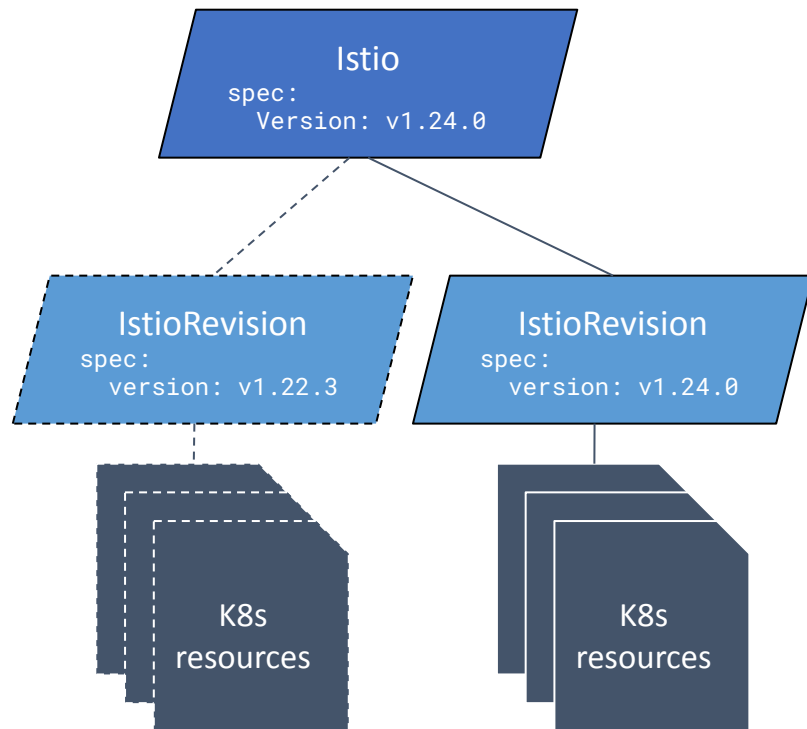 Istio
spec:
  Version: v1.24.0
IstioRevision
spec:
  version: v1.22.3
IstioRevision
spec:
  version: v1.24.0
K8s
resources
K8s
resources